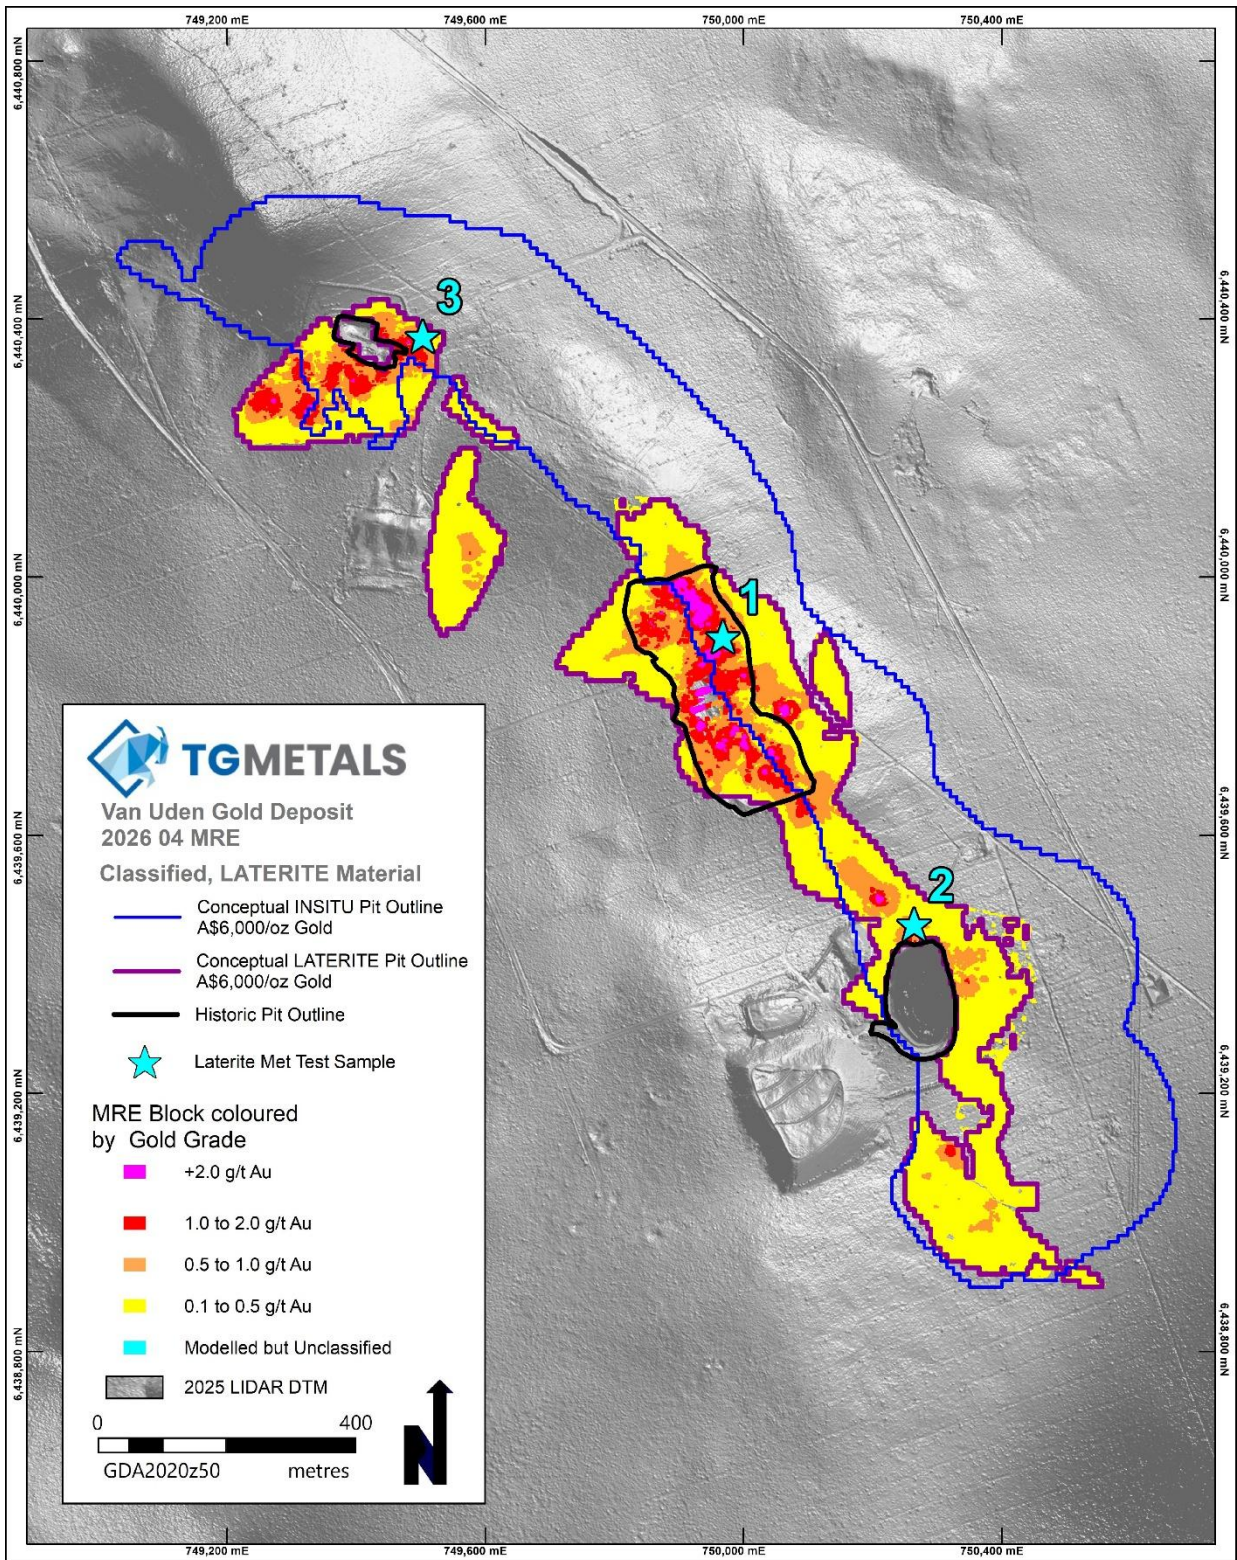 749,200 mE
749,600 mE
750,000 mE
750,400 mE
6,440,800 mN
6,440,400 mN
6,440,400 mN
3
6,440,000 mN
6,440,000 mN
1
6,439,600 mN
6,439,600 mN
2
6,439,200 mN
6,439,200 mN
6,438,800 mN
6,438,800 mN
TGMETALS
Van Uden Gold Deposit
2026 04 MRE
Classified, LATERITE Material
Conceptual INSITU Pit Outline
A$6,000/oz Gold
Conceptual LATERITE Pit Outline
A$6,000/oz Gold
Historic Pit Outline
Laterite Met Test Sample
MRE Block coloured
by Gold Grade
+2.0 g/t Au
1.0 to 2.0 g/t Au
0.5 to 1.0 g/t Au
0.1 to 0.5 g/t Au
Modelled but Unclassified
2025 LIDAR DTM
0 400
GDA2020z50 metres
N
749,200 mE
749,600 mE
750,000 mE
750,400 mE